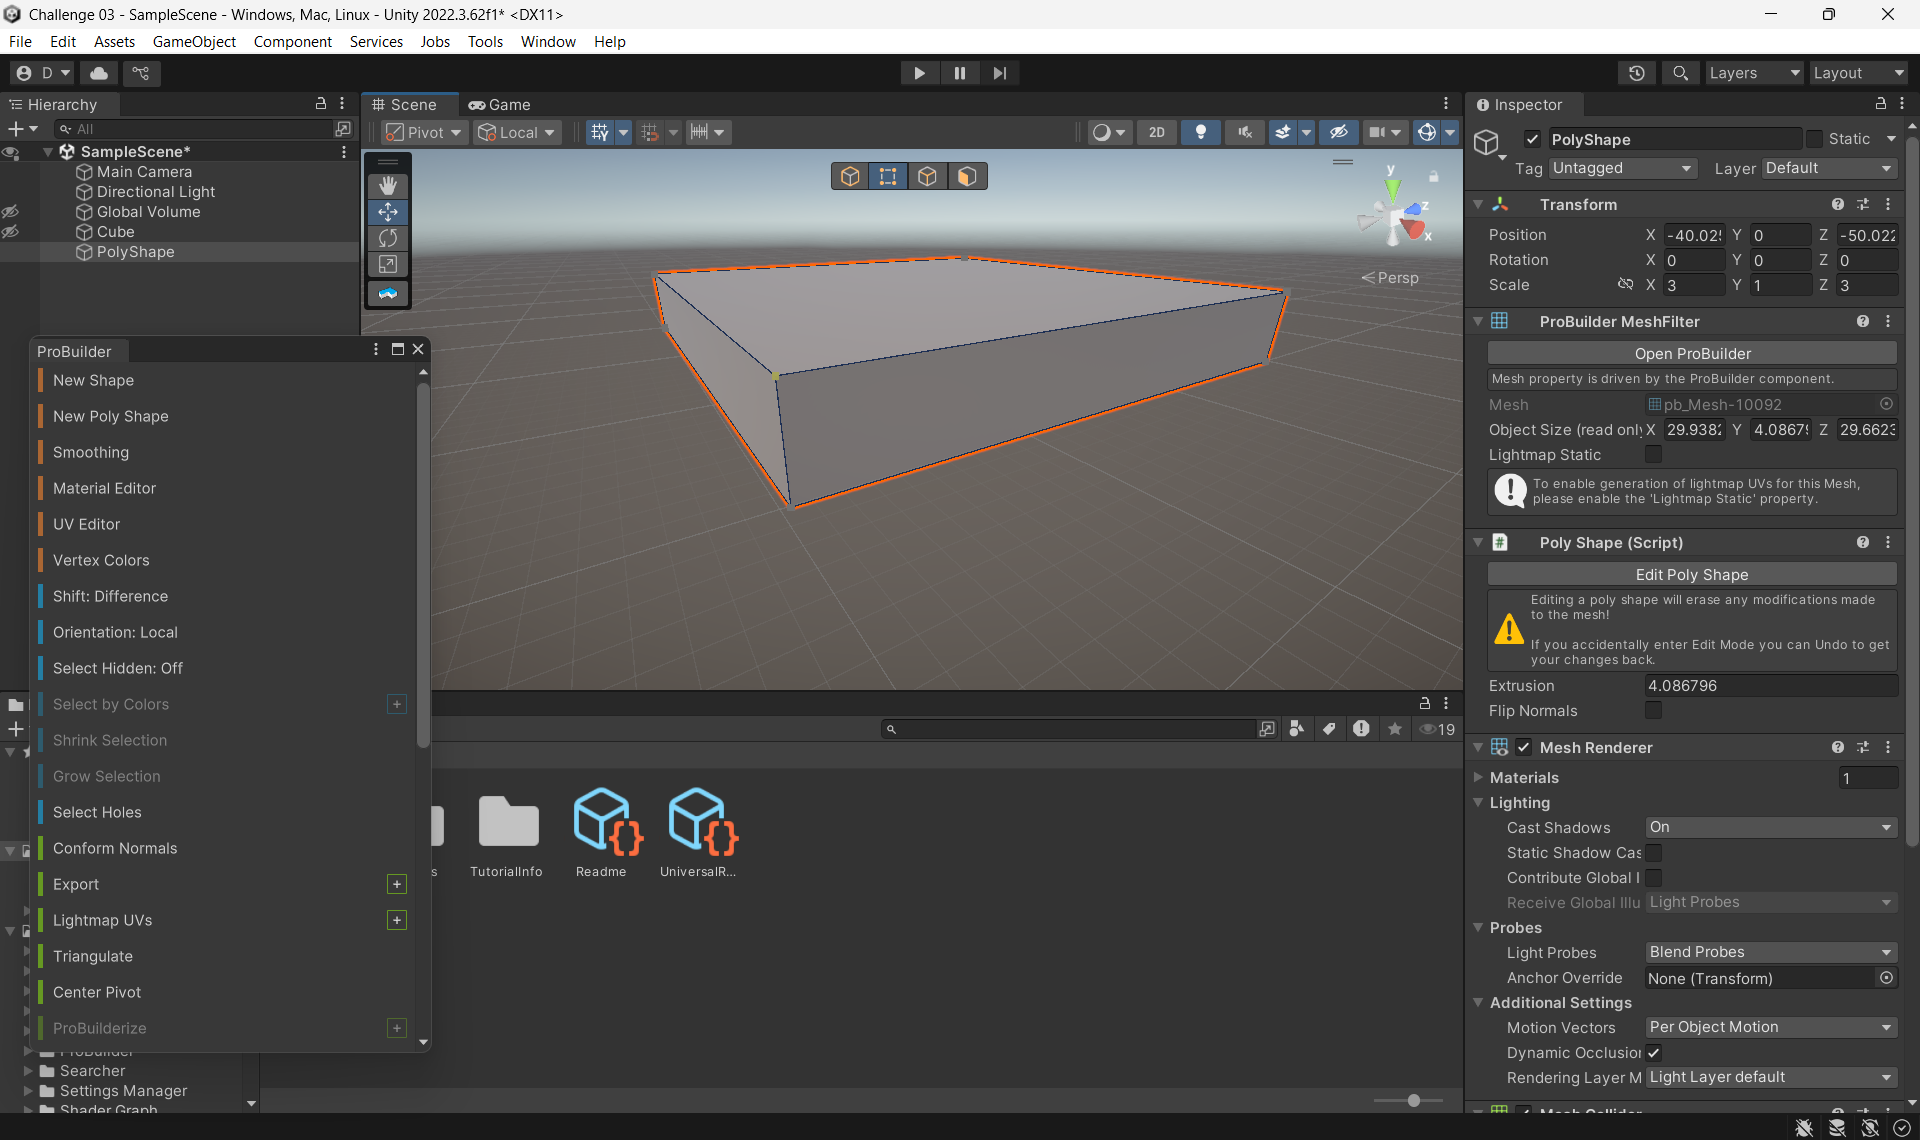 Challenge 03 - SampleScene - Windows, Mac, Linux - Unity 2022.3.62f1* <DX11>
File Edit Assets GameObject Component Services Jobs Tools Window Help
D
Layers Layout
Hierarchy
All
SampleScene*
Main Camera
Directional Light
Global Volume
Cube
PolyShape
Scene Game
Pivot Local 2D
y
z
x
Persp
ProBuilder
New Shape
New Poly Shape
Smoothing
Material Editor
UV Editor
Vertex Colors
Shift: Difference
Orientation: Local
Select Hidden: Off
Select by Colors +
Shrink Selection
Grow Selection
Select Holes
Conform Normals
Export +
Lightmap UVs +
Triangulate
Center Pivot
ProBuilderize +
ProBuilder
Searcher
Settings Manager
Shader Graph
19
s TutorialInfo Readme UniversalR...
Inspector
PolyShape Static
Tag Untagged Layer Default
Transform
Position X -40.025 Y 0 Z -50.022
Rotation X 0 Y 0 Z 0
Scale X 3 Y 1 Z 3
ProBuilder MeshFilter
Open ProBuilder
Mesh property is driven by the ProBuilder component.
Mesh pb_Mesh-10092
Object Size (read only X 29.9382 Y 4.0867 Z 29.6623
Lightmap Static
To enable generation of lightmap UVs for this Mesh,
please enable the 'Lightmap Static' property.
Poly Shape (Script)
Edit Poly Shape
Editing a poly shape will erase any modifications made
to the mesh!
If you accidentally enter Edit Mode you can Undo to get
your changes back.
Extrusion 4.086796
Flip Normals
Mesh Renderer
Materials 1
Lighting
Cast Shadows On
Static Shadow Cas
Contribute Global I
Receive Global Illu Light Probes
Probes
Light Probes Blend Probes
Anchor Override None (Transform)
Additional Settings
Motion Vectors Per Object Motion
Dynamic Occlusion
Rendering Layer M Light Layer default
Mesh Collider